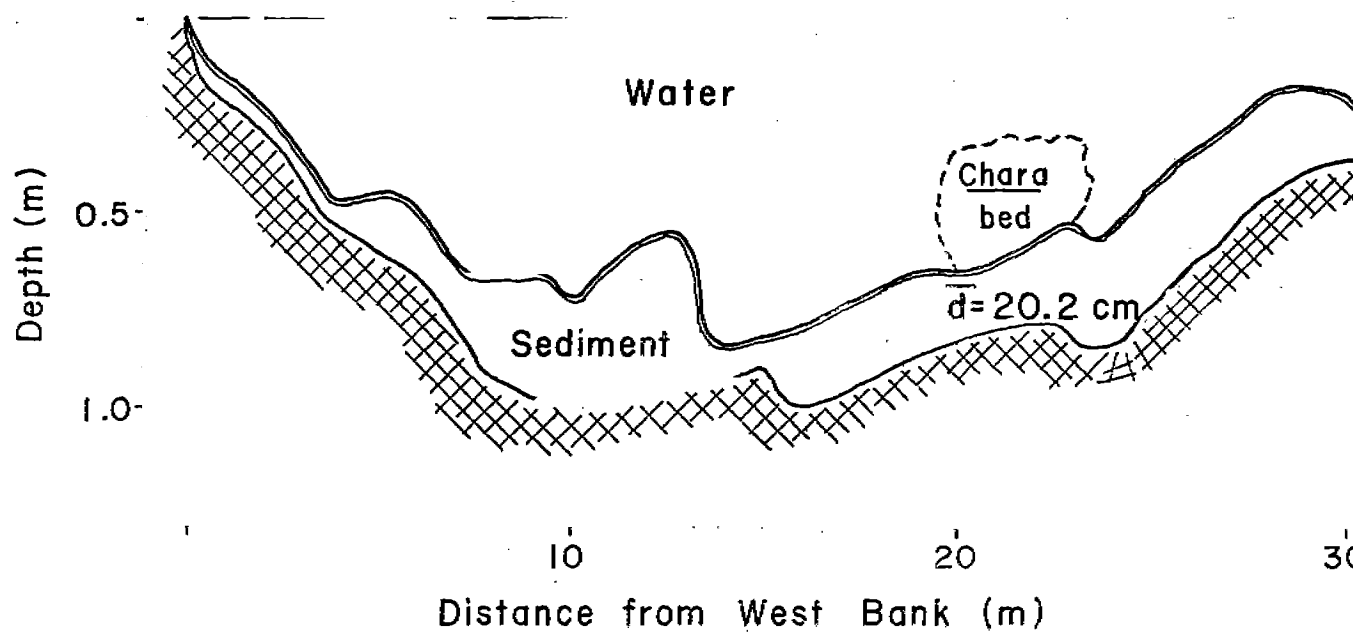 Water
Chara
bed
0.5
Depth (m)
d̅= 20.2 cm
Sediment
1.0
10
20
30
Distance from West Bank (m)